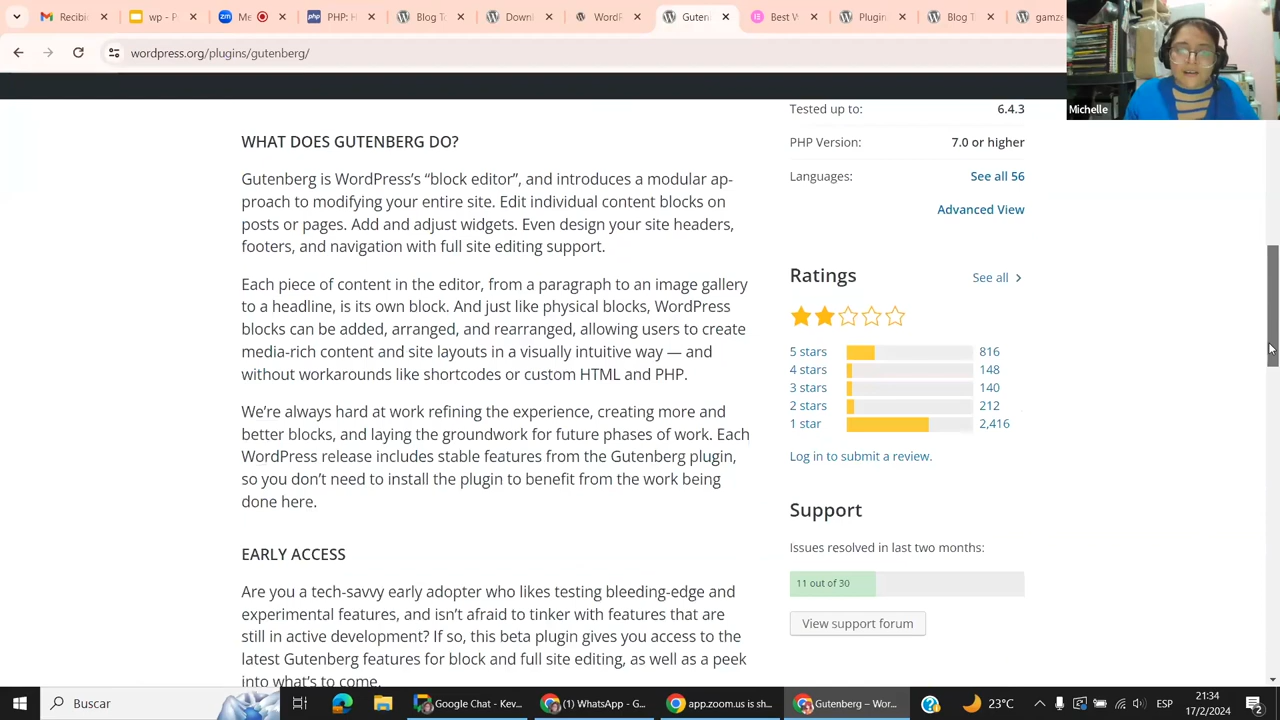 Recibi
wp - P
Me
PHP: H
Do
Downl
WorP
Guten
Best V
Plugin
Blog T
gamze
wordpress.org/plugins/gutenberg/
Michelle
WHAT DOES GUTENBERG DO?
Gutenberg is WordPress’s “block editor”, and introduces a modular ap-
proach to modifying your entire site. Edit individual content blocks on
posts or pages. Add and adjust widgets. Even design your site headers,
footers, and navigation with full site editing support.
Each piece of content in the editor, from a paragraph to an image gallery
to a headline, is its own block. And just like physical blocks, WordPress
blocks can be added, arranged, and rearranged, allowing users to create
media-rich content and site layouts in a visually intuitive way — and
without workarounds like shortcodes or custom HTML and PHP.
We’re always hard at work refining the experience, creating more and
better blocks, and laying the groundwork for future phases of work. Each
WordPress release includes stable features from the Gutenberg plugin,
so you don’t need to install the plugin to benefit from the work being
done here.
EARLY ACCESS
Are you a tech-savvy early adopter who likes testing bleeding-edge and
experimental features, and isn’t afraid to tinker with features that are
still in active development? If so, this beta plugin gives you access to the
latest Gutenberg features for block and full site editing, as well as a peek
into what’s to come.
Tested up to: 6.4.3
PHP Version: 7.0 or higher
Languages: See all 56
Advanced View
Ratings See all
5 stars 816
4 stars 148
3 stars 140
2 stars 212
1 star 2,416
Log in to submit a review.
Support
Issues resolved in last two months:
11 out of 30
View support forum
Buscar
Google Chat - Kev...
(1) WhatsApp - G...
app.zoom.us is sh...
Gutenberg – Wor...
23°C
ESP
21:34
17/2/2024
2